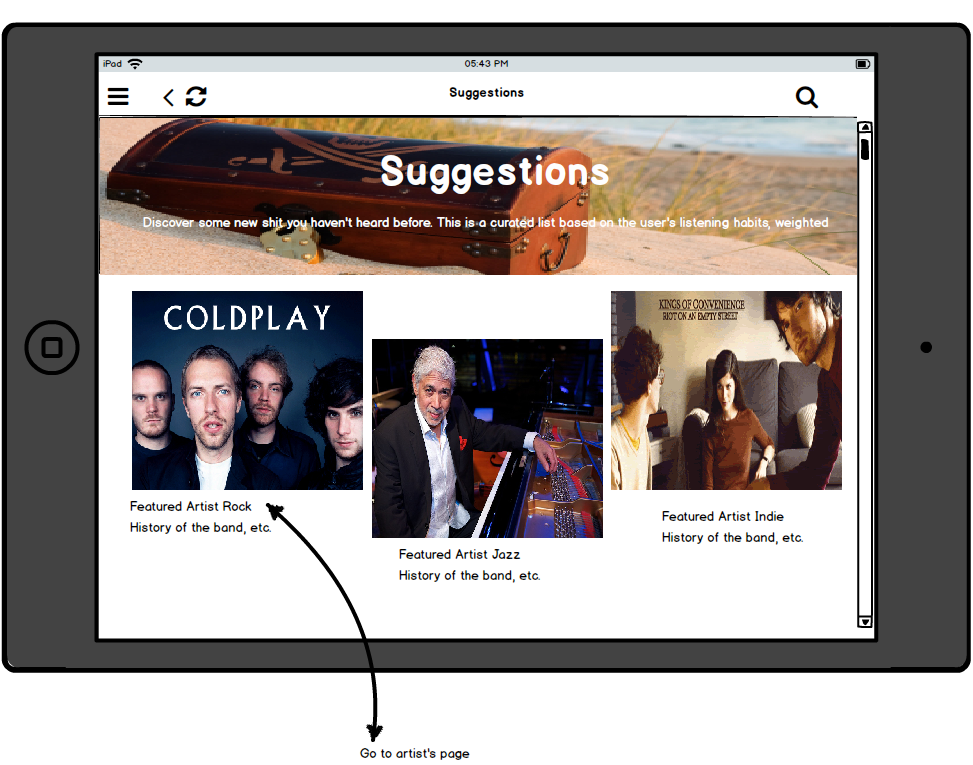 iPod 05:43 PM
Suggestions
Suggestions
Discover some new shit you haven't heard before. This is a curated list based on the user's listening habits, weighted
COLDPLAY
KINGS OF CONVENIENCE
RIOT ON AN EMPTY STREET
Featured Artist Rock
History of the band, etc.
Featured Artist Jazz
History of the band, etc.
Featured Artist Indie
History of the band, etc.
Go to artist's page